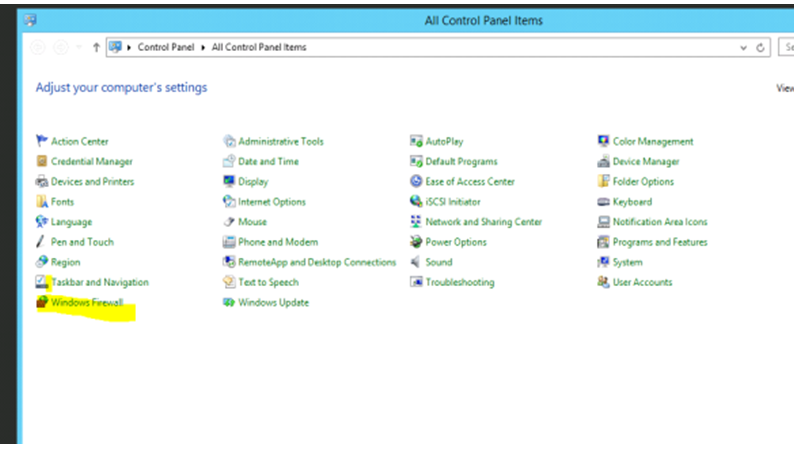 All Control Panel Items
Control Panel All Control Panel Items
Adjust your computer's settings
Action Center Administrative Tools AutoPlay Color Management
Credential Manager Date and Time Default Programs Device Manager
Devices and Printers Display Ease of Access Center Folder Options
Fonts Internet Options iSCSI Initiator Keyboard
Language Mouse Network and Sharing Center Notification Area Icons
Pen and Touch Phone and Modem Power Options Programs and Features
Region RemoteApp and Desktop Connections Sound System
Taskbar and Navigation Text to Speech Troubleshooting User Accounts
Windows Firewall Windows Update